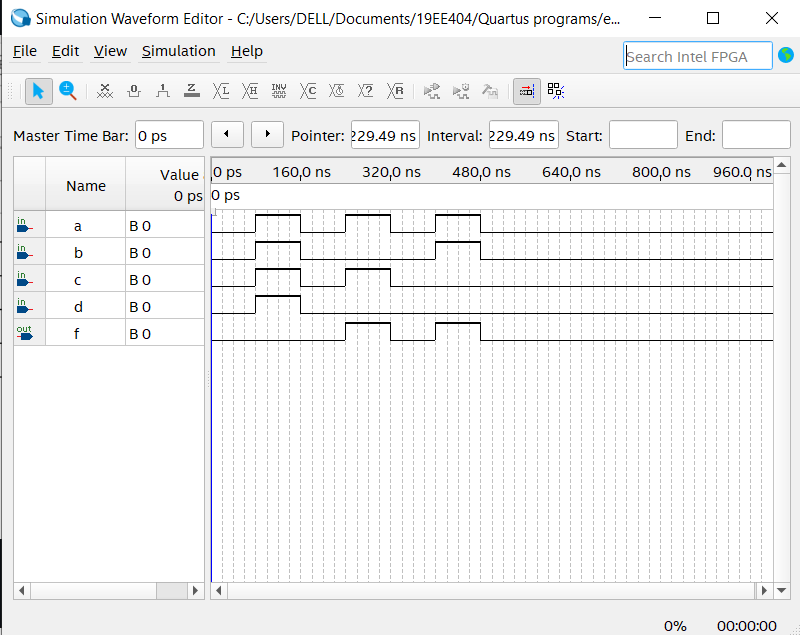 Simulation Waveform Editor - C:/Users/DELL/Documents/19EE404/Quartus programs/e...
File Edit View Simulation Help
Search Intel FPGA
Master Time Bar: 0 ps Pointer: 229.49 ns Interval: 229.49 ns Start: End:
Name Value
0 ps
0 ps 160.0 ns 320.0 ns 480.0 ns 640.0 ns 800.0 ns 960.0 ns
0 ps
in a B 0
in b B 0
in c B 0
in d B 0
out f B 0
0% 00:00:00